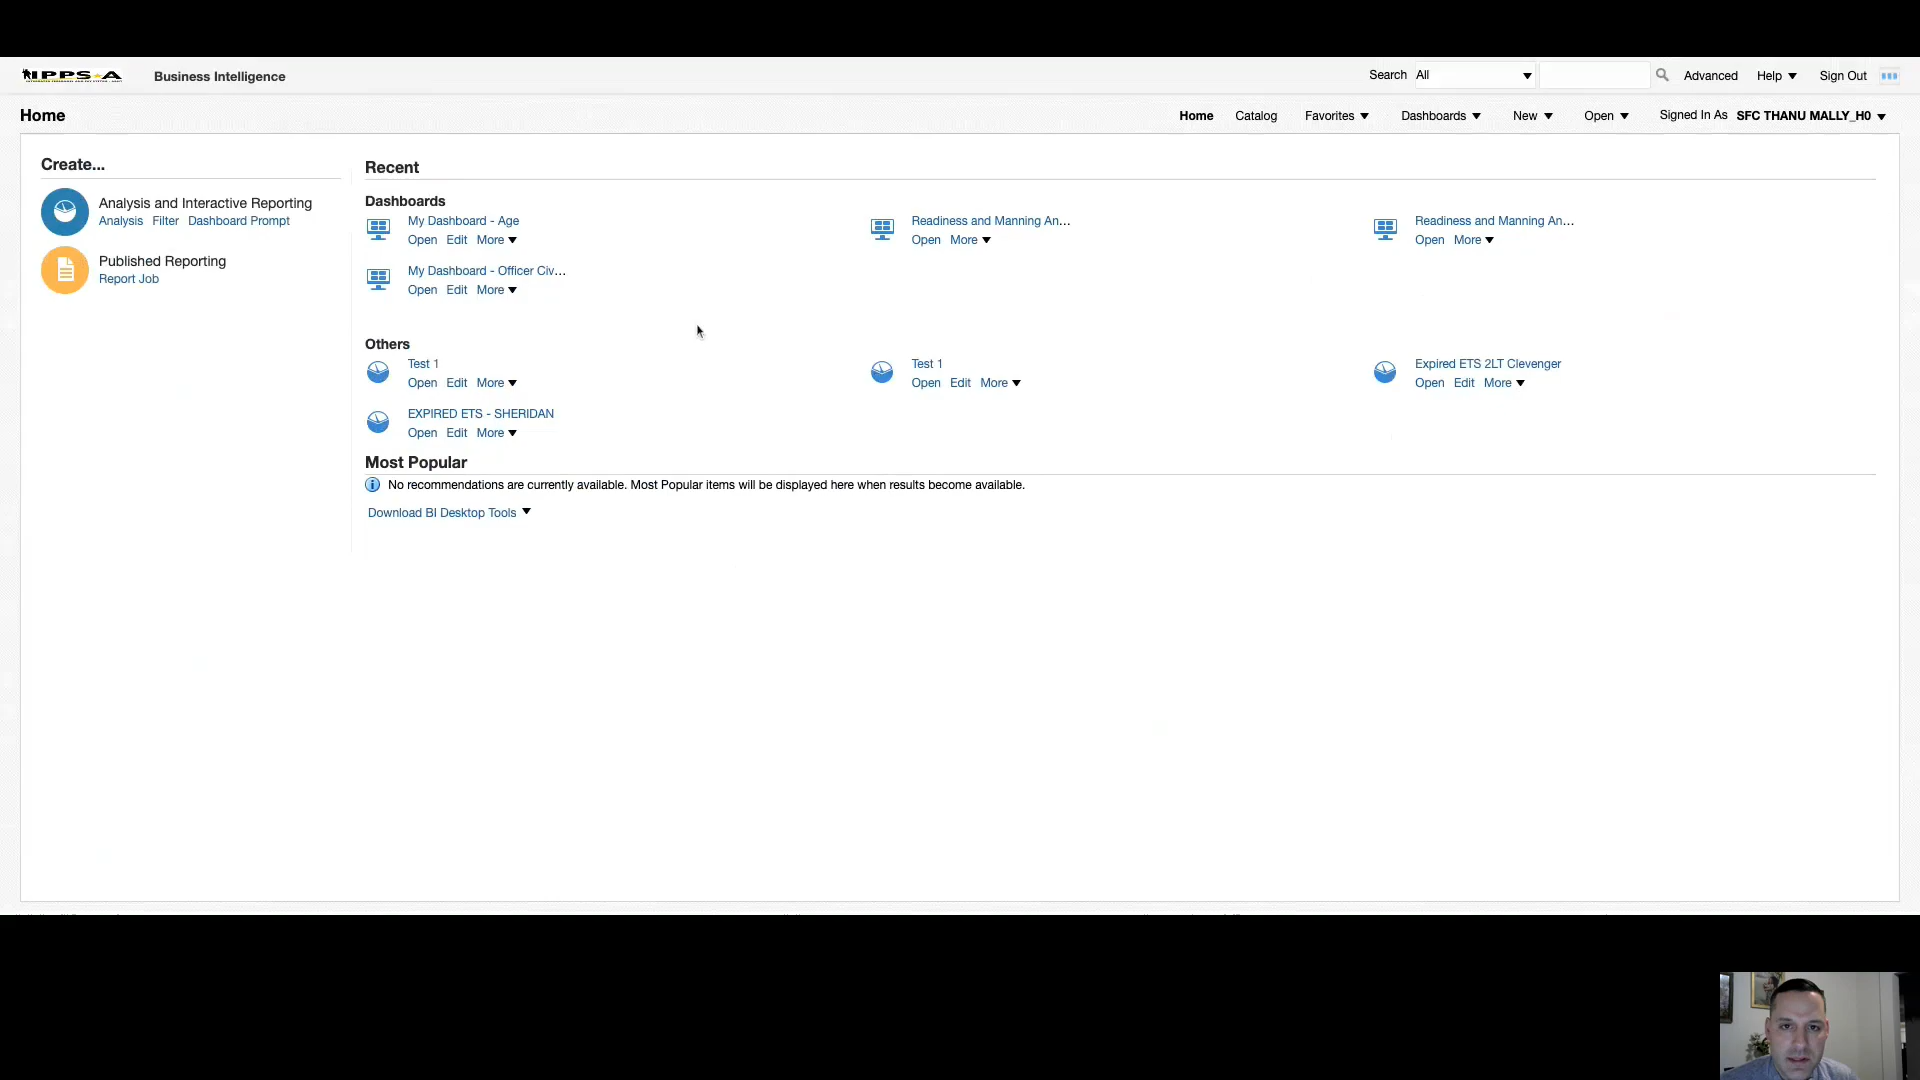 IPPS-A Business Intelligence Search All Advanced Help Sign Out
Home Home Catalog Favorites Dashboards New Open Signed In As SFC THANU MALLY_H0
Create...
Analysis and Interactive Reporting
Analysis Filter Dashboard Prompt
Published Reporting
Report Job
Recent
Dashboards
My Dashboard - Age
Open Edit More
Readiness and Manning An...
Open More
Readiness and Manning An...
Open More
My Dashboard - Officer Civ...
Open Edit More
Others
Test 1
Open Edit More
Test 1
Open Edit More
Expired ETS 2LT Clevenger
Open Edit More
EXPIRED ETS - SHERIDAN
Open Edit More
Most Popular
No recommendations are currently available. Most Popular items will be displayed here when results become available.
Download BI Desktop Tools